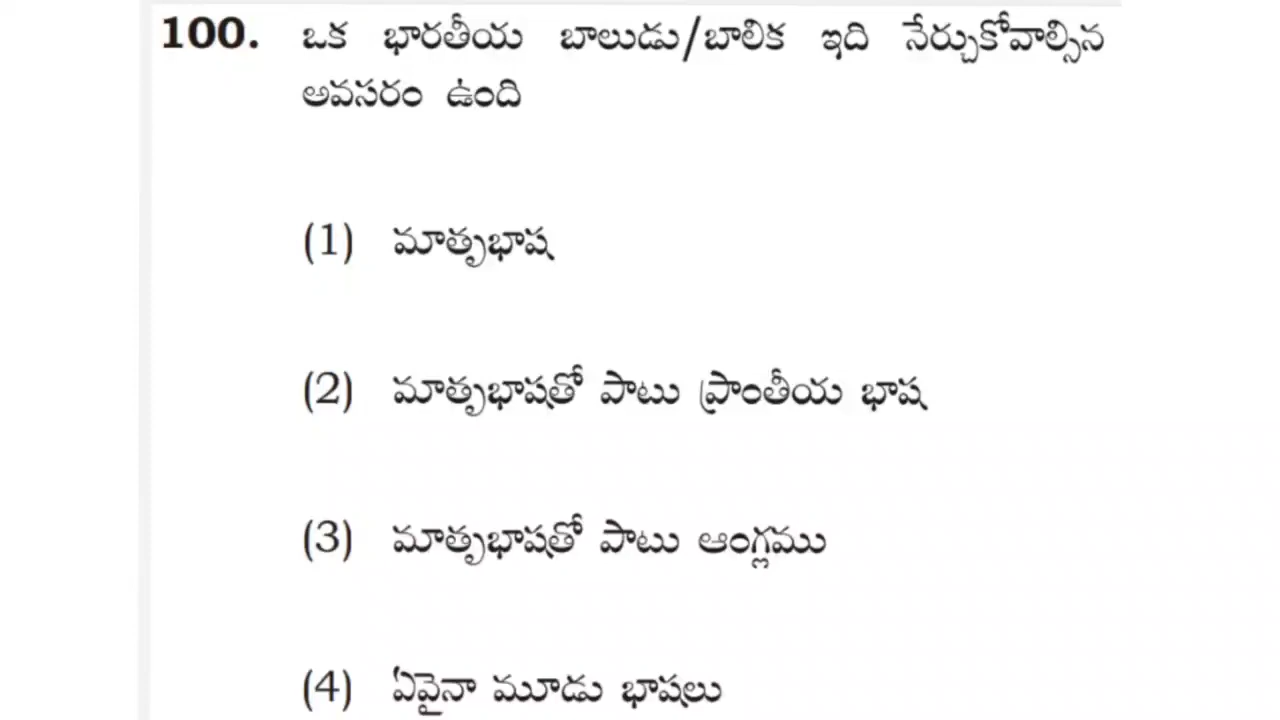 100. ఒక భారతీయ బాలుడు/బాలిక ఇది నేర్చుకోవాల్సిన
అవసరం ఉంది
(1) మాతృభాష
(2) మాతృభాషతో పాటు ప్రాంతీయ భాష
(3) మాతృభాషతో పాటు ఆంగ్లము
(4) ఏవైనా మూడు భాషలు